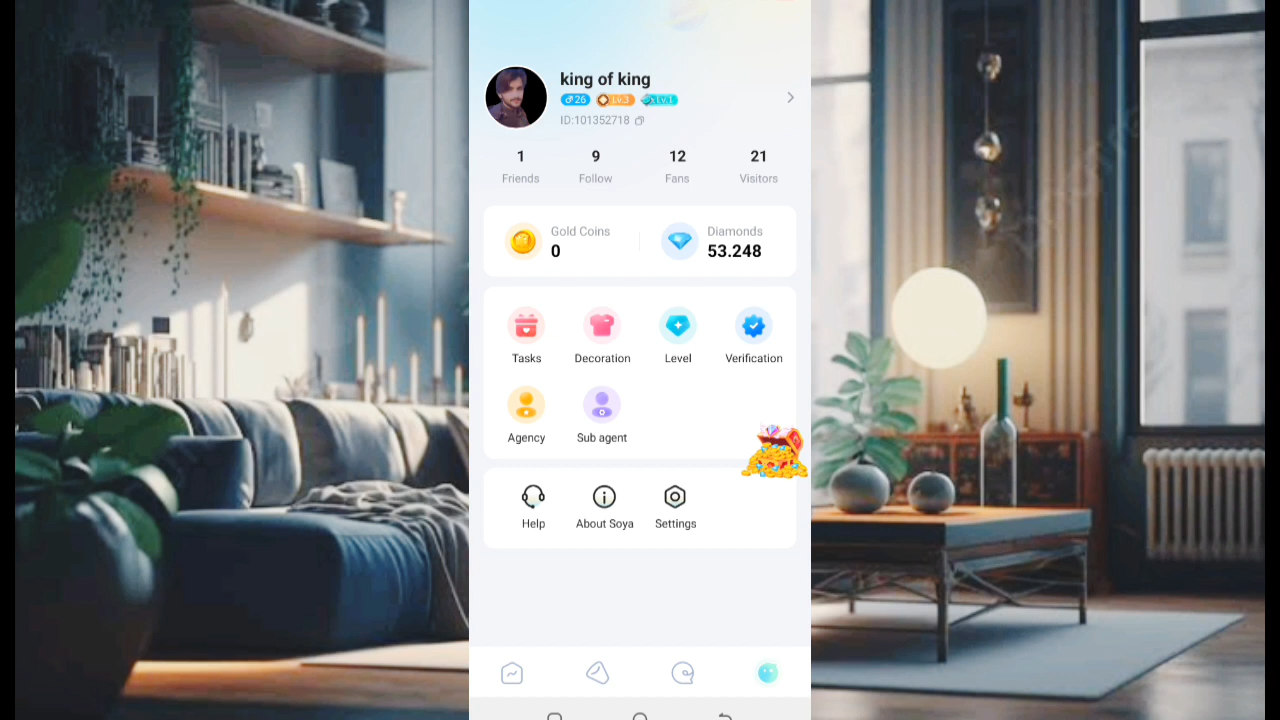 king of king
26 Lv.3 Lv.1
ID:101352718
1 9 12 21
Friends Follow Fans Visitors
Gold Coins Diamonds
0 53.248
Tasks Decoration Level Verification
Agency Sub agent
Help About Soya Settings